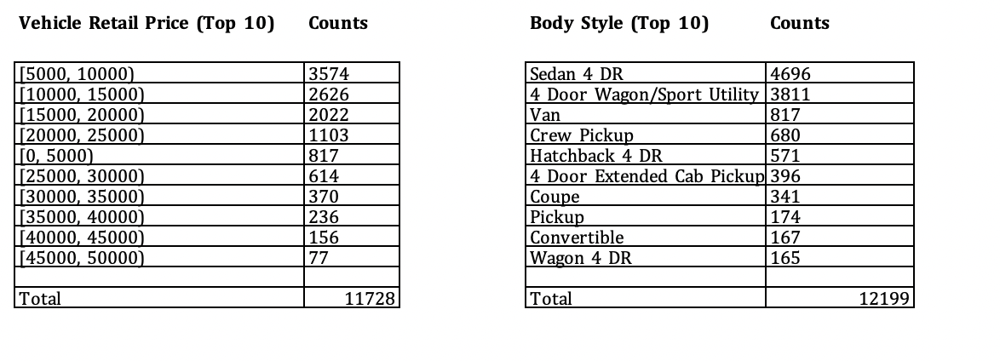 Vehicle Retail Price (Top 10) Counts
[5000, 10000) 3574
[10000, 15000) 2626
[15000, 20000) 2022
[20000, 25000) 1103
[0, 5000) 817
[25000, 30000) 614
[30000, 35000) 370
[35000, 40000) 236
[40000, 45000) 156
[45000, 50000) 77
Total 11728
Body Style (Top 10) Counts
Sedan 4 DR 4696
4 Door Wagon/Sport Utility 3811
Van 817
Crew Pickup 680
Hatchback 4 DR 571
4 Door Extended Cab Pickup 396
Coupe 341
Pickup 174
Convertible 167
Wagon 4 DR 165
Total 12199